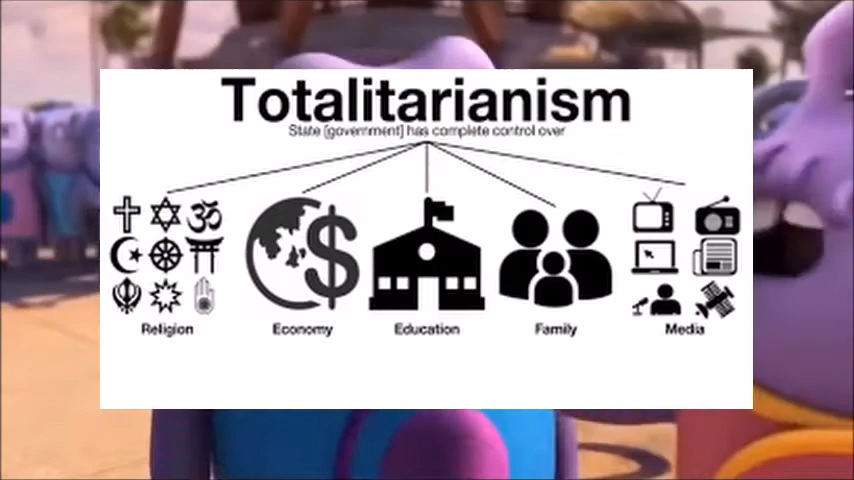 Totalitarianism
State [government] has complete control over
Religion Economy Education Family Media